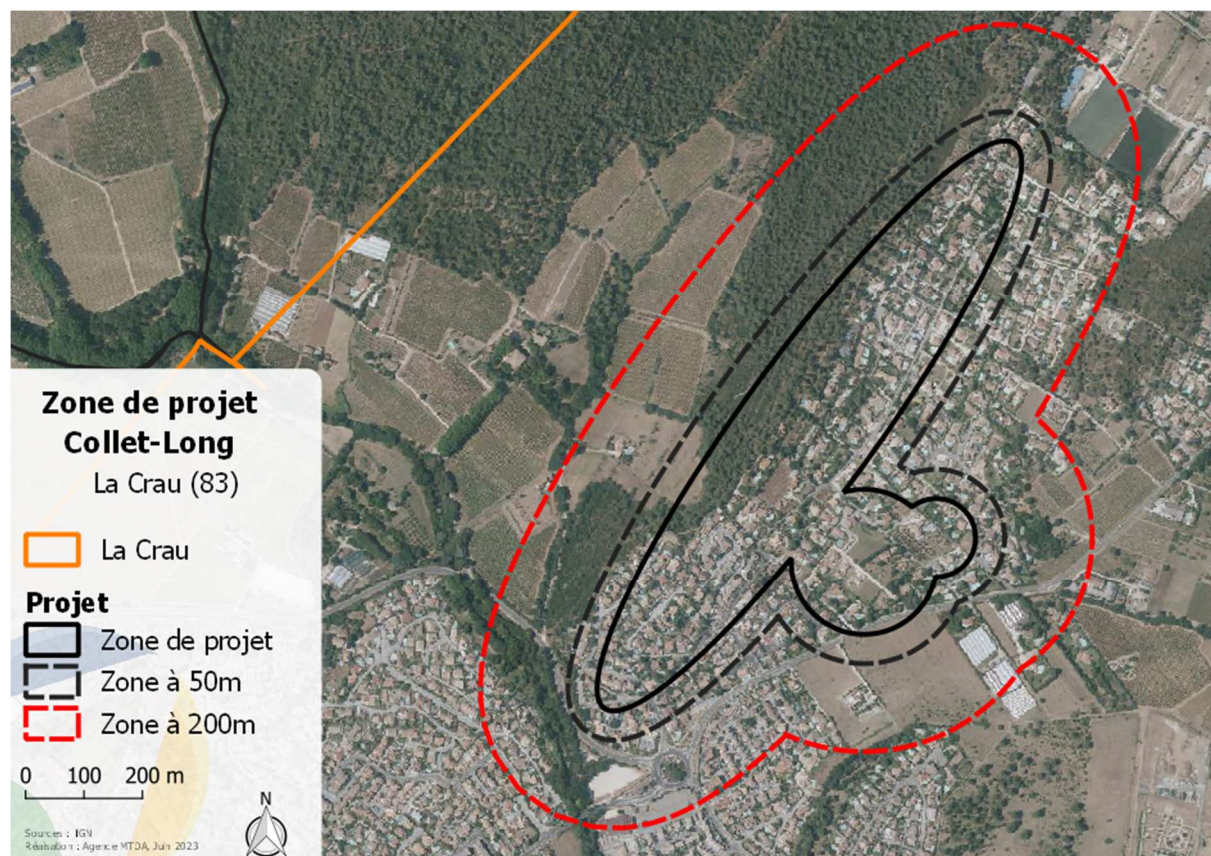 Zone de projet
Collet-Long
La Crau (83)
La Crau
Projet
Zone de projet
Zone à 50m
Zone à 200m
0 100 200 m
N
Sources : IGN
Réalisation : Agence MTDA, Juin 2023